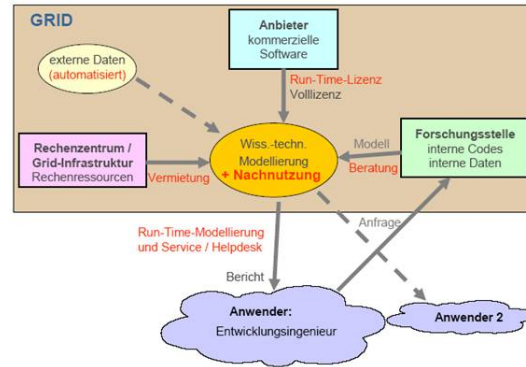 GRID
Anbieter
kommerzielle
Software
externe Daten
(automatisiert)
Run-Time-Lizenz
Volllizenz
Rechenzentrum /
Grid-Infrastruktur
Rechenressourcen
Vermietung
Wiss.-techn.
Modellierung
+ Nachnutzung
Modell
Beratung
Forschungsstelle
interne Codes
interne Daten
Run-Time-Modellierung
und Service / Helpdesk
Bericht
Anfrage
Anwender:
Entwicklungsingenieur
Anwender 2